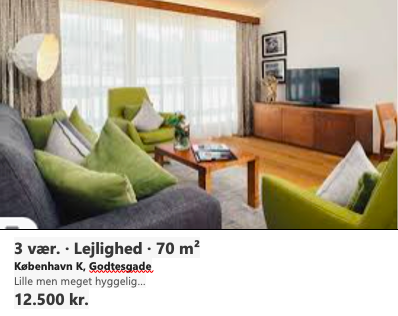 3 vær. · Lejlighed · 70 m²
København K, Godtesgade
Lille men meget hyggelig...
12.500 kr.